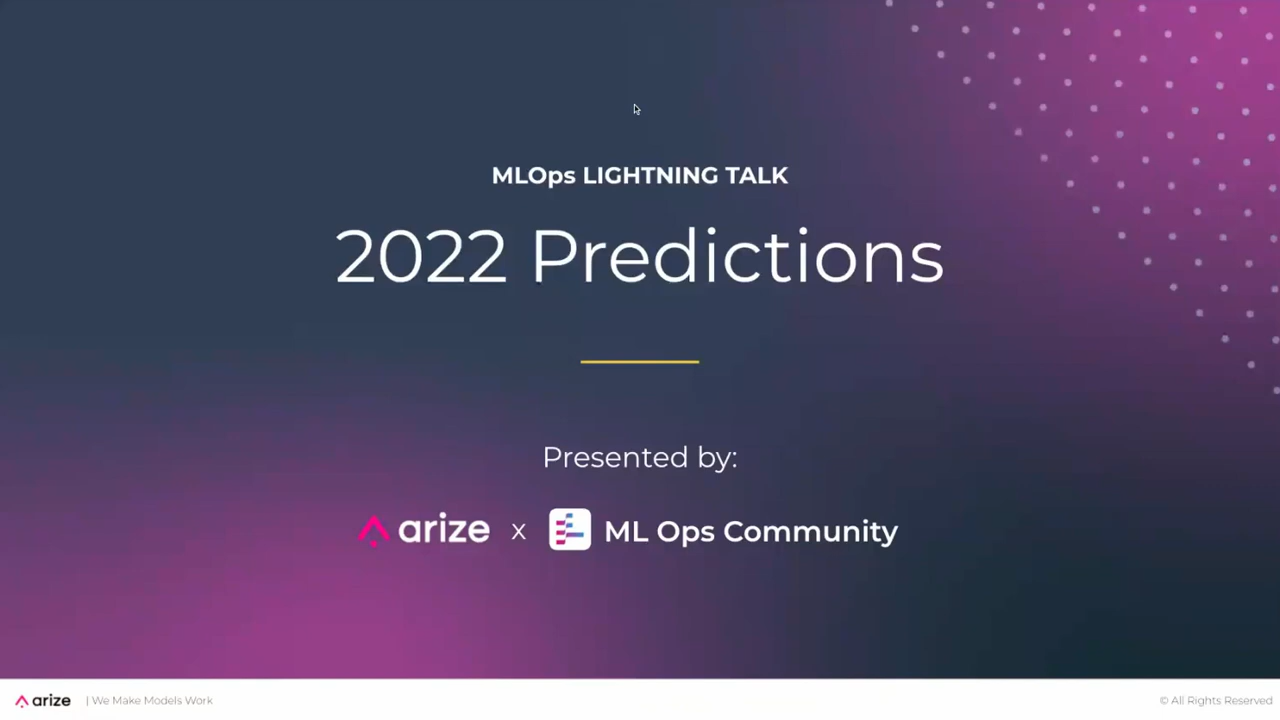 MLOps LIGHTNING TALK
2022 Predictions
Presented by:
arize x ML Ops Community
arize | We Make Models Work
© All Rights Reserved